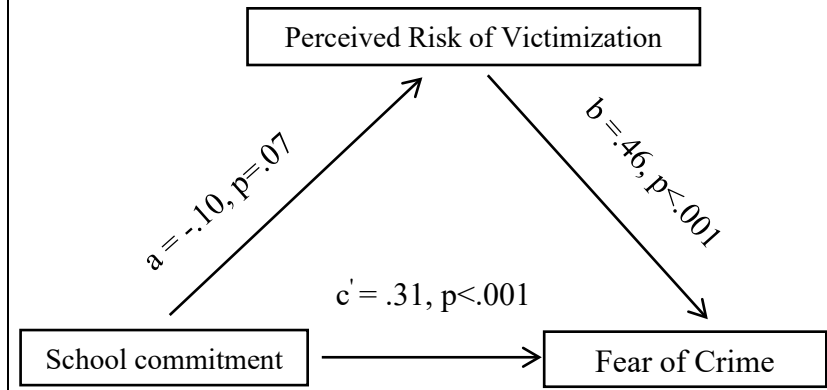 Perceived Risk of Victimization
a = -.10, p=.07
b =.46, p<.001
c' = .31, p<.001
School commitment
Fear of Crime